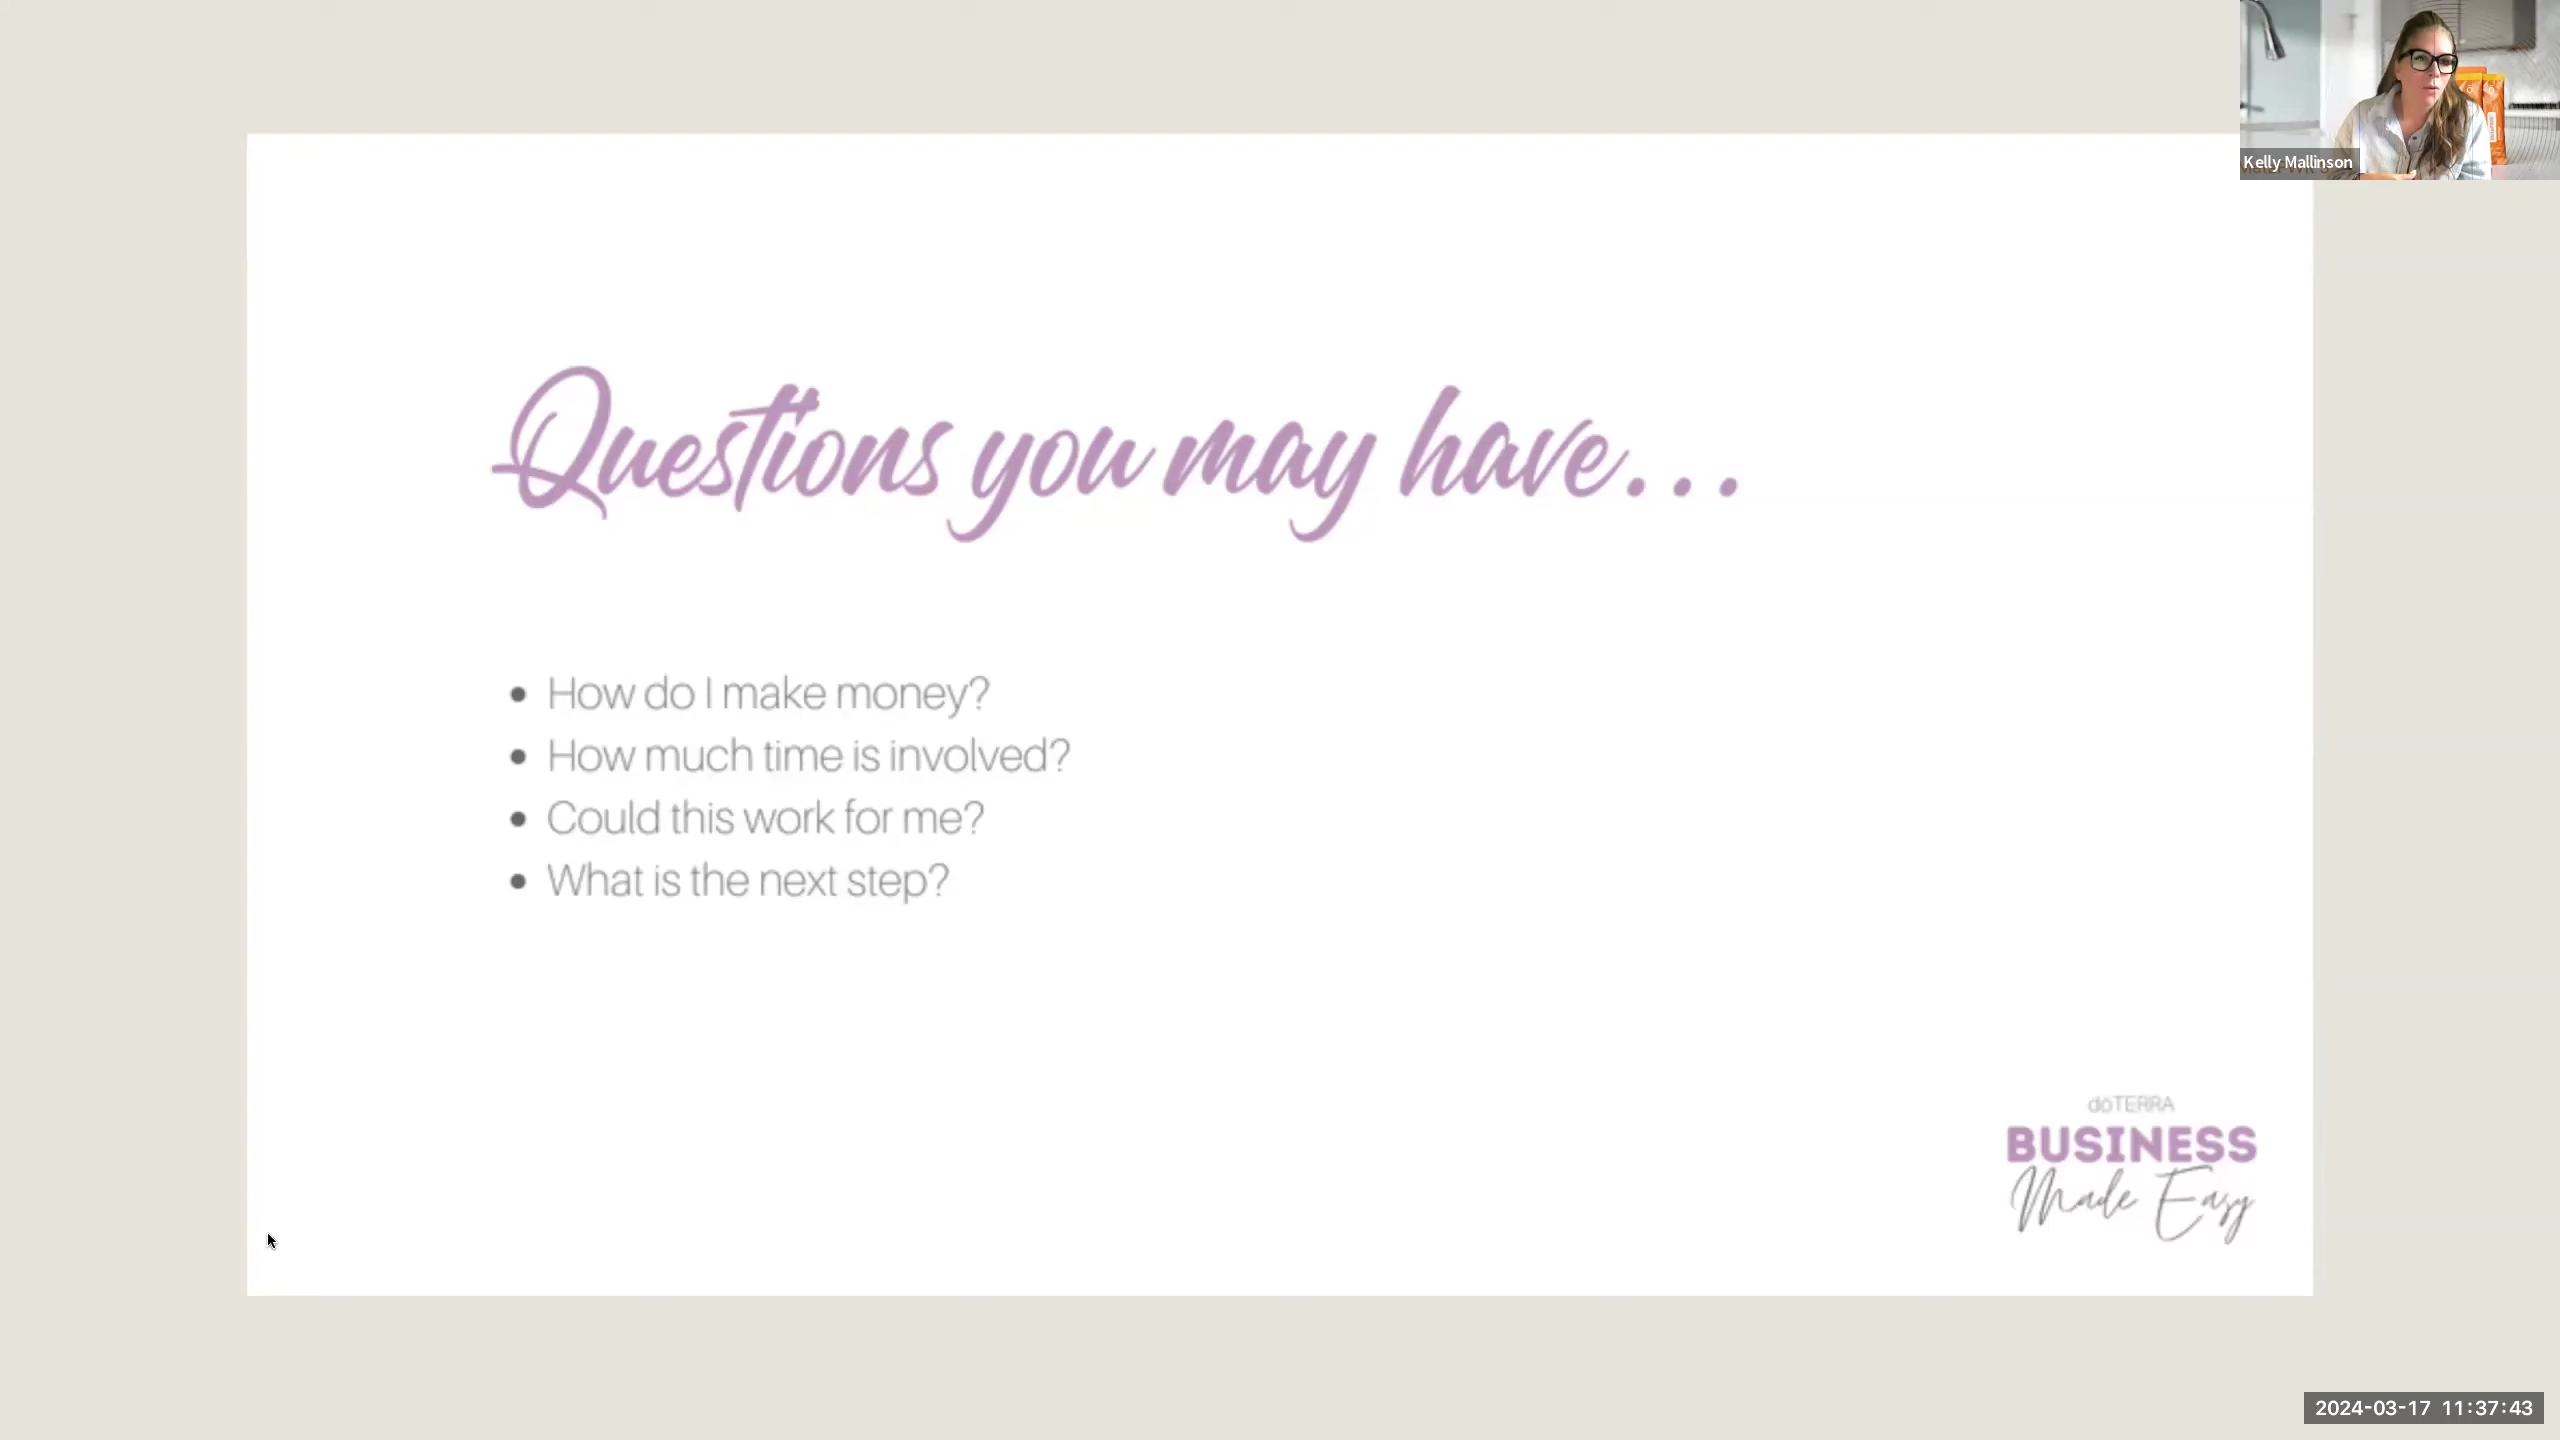 Kelly Mallinson
Questions you may have...
• How do I make money?
• How much time is involved?
• Could this work for me?
• What is the next step?
dōTERRA
BUSINESS
Made Easy
2024-03-17 11:37:43